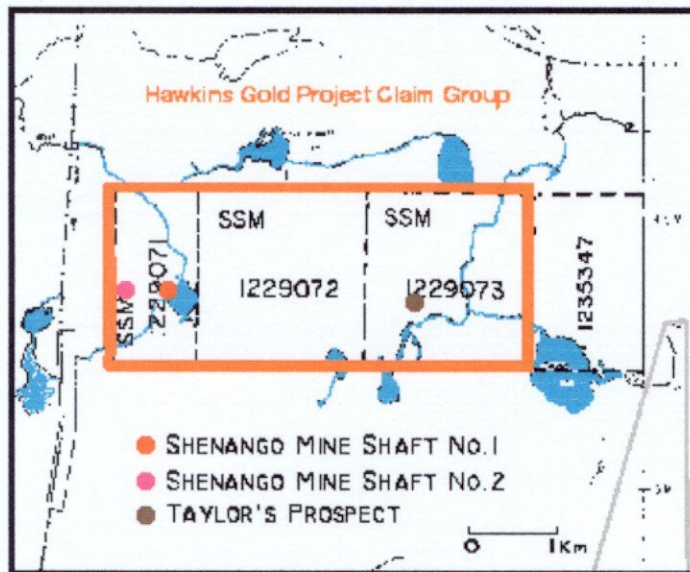 Hawkins Gold Project Claim Group
SSM
1229071
SSM
1229072
SSM
1229073
1235347
SHENANGO MINE SHAFT NO.1
SHENANGO MINE SHAFT NO.2
TAYLOR'S PROSPECT
0 1Km